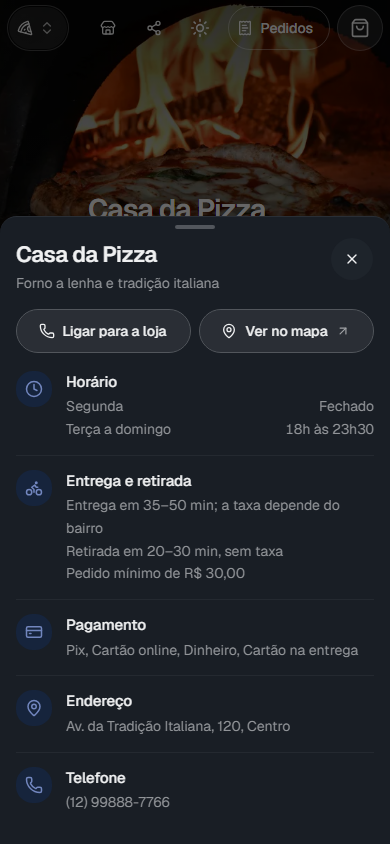 Pedidos
Casa da Pizza
Casa da Pizza
Forno a lenha e tradição italiana
Ligar para a loja
Ver no mapa
Horário
Segunda Fechado
Terça a domingo 18h às 23h30
Entrega e retirada
Entrega em 35–50 min; a taxa depende do
bairro
Retirada em 20–30 min, sem taxa
Pedido mínimo de R$ 30,00
Pagamento
Pix, Cartão online, Dinheiro, Cartão na entrega
Endereço
Av. da Tradição Italiana, 120, Centro
Telefone
(12) 99888-7766